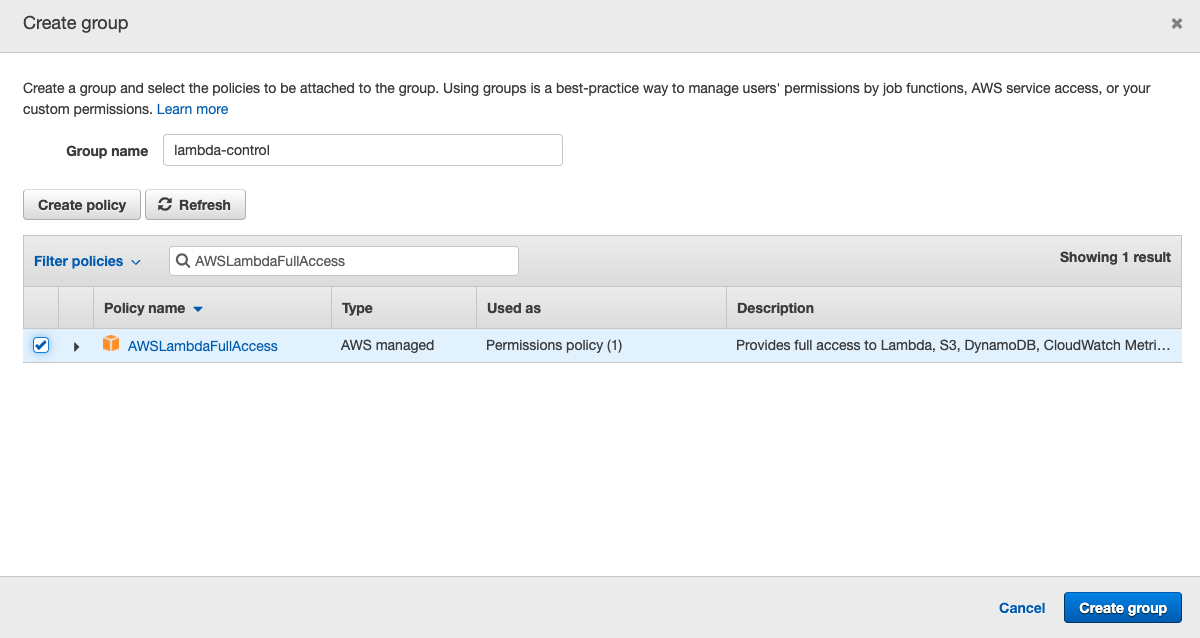 Create group
Create a group and select the policies to be attached to the group. Using groups is a best-practice way to manage users' permissions by job functions, AWS service access, or your
custom permissions. Learn more
Group name lambda-control
Create policy Refresh
Filter policies AWSLambdaFullAccess Showing 1 result
Policy name Type Used as Description
AWSLambdaFullAccess AWS managed Permissions policy (1) Provides full access to Lambda, S3, DynamoDB, CloudWatch Metri…
Cancel Create group